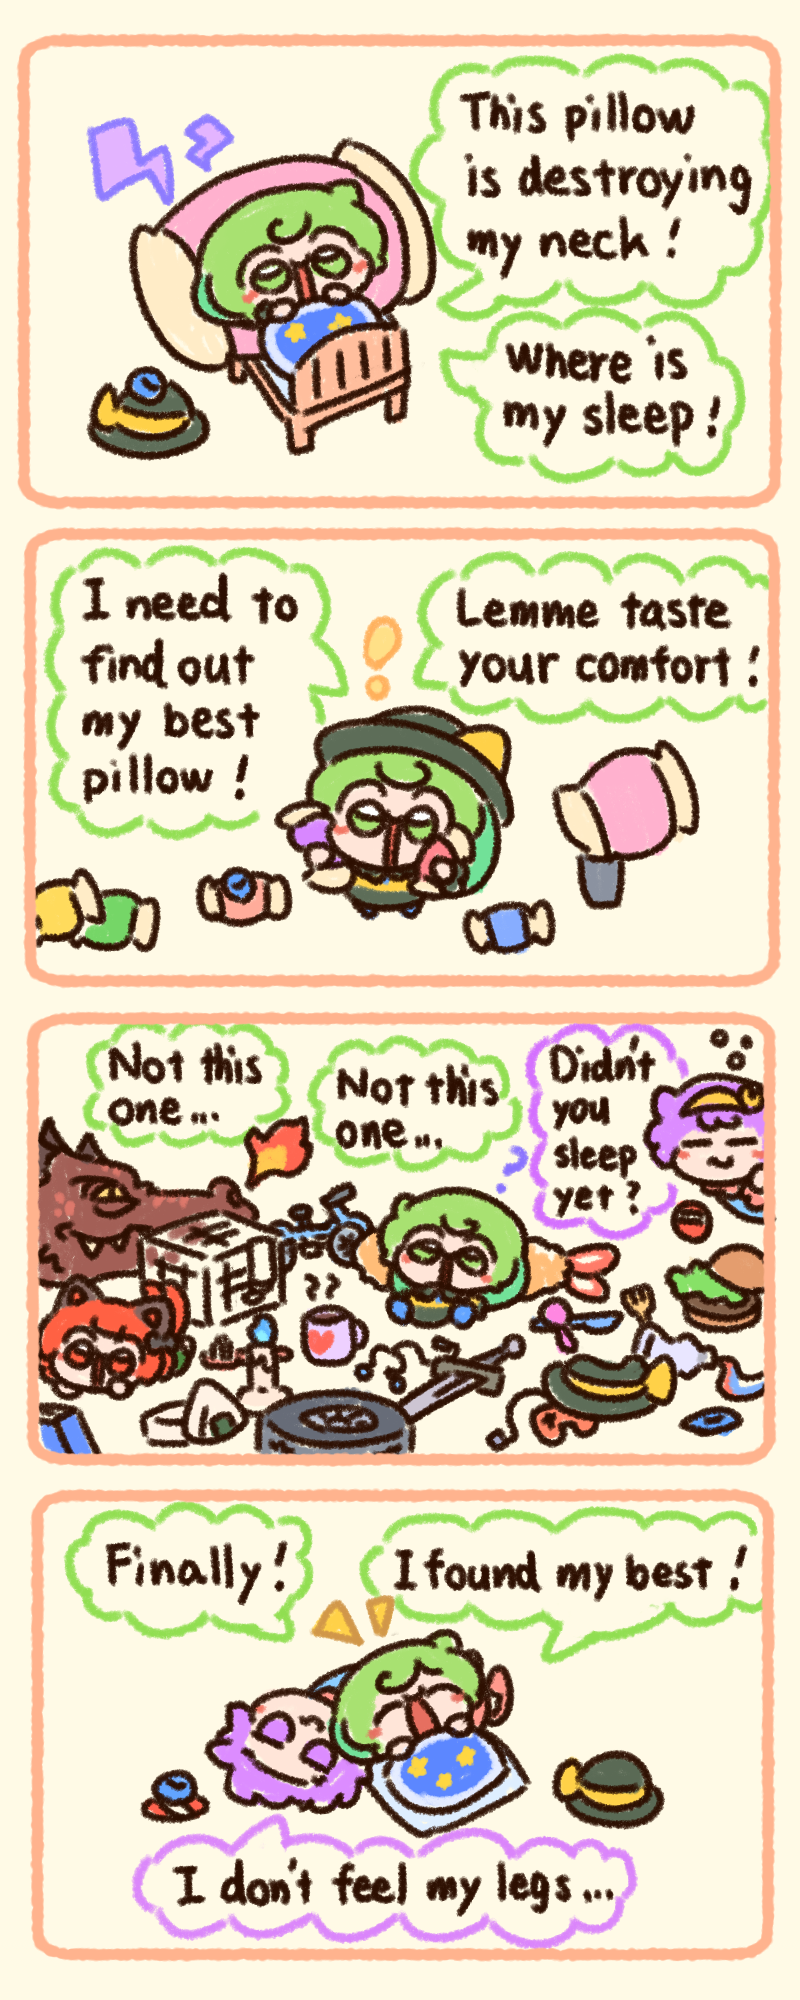 This pillow
is destroying
my neck!
Where is
my sleep!
I need to
find out
my best
pillow!
Lemme taste
your comfort!
Not this
one...
Not this
one...
Didn't
you
sleep
yet?
Finally!
I found my best!
I don't feel my legs...